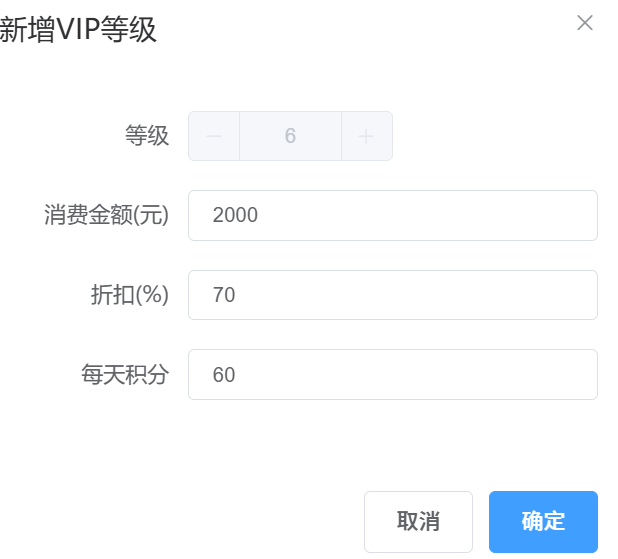 新增VIP等级
等级 6
消费金额(元) 2000
折扣(%) 70
每天积分 60
取消 确定